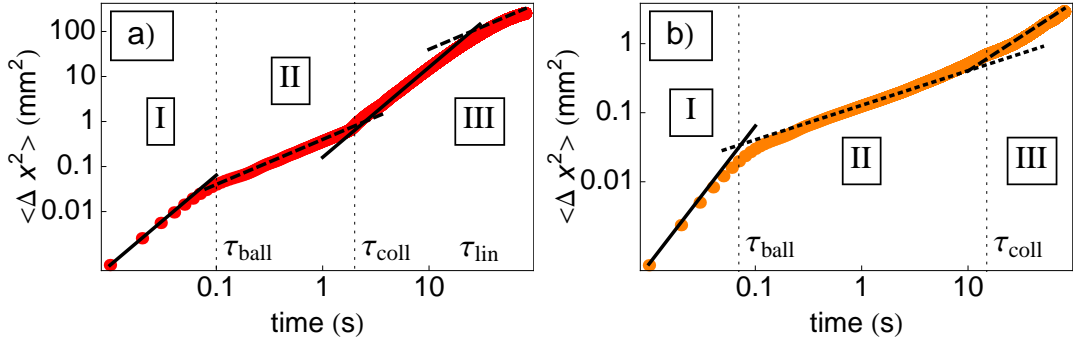 a)
<Δ x²> (mm²)
100
10
1
0.1
0.01
I
II
III
τball
τcoll
τlin
0.1
1
10
time (s)
b)
<Δ x²> (mm²)
1
0.1
0.01
I
II
III
τball
τcoll
0.1
1
10
time (s)